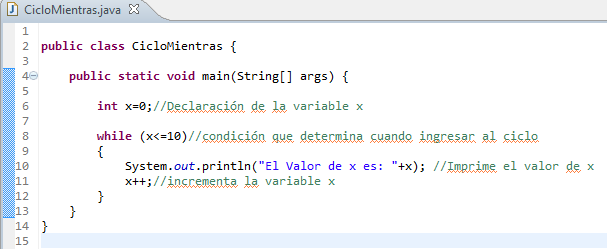 CicloMientras.java
1
2 public class CicloMientras {
3
4 public static void main(String[] args) {
5
6 int x=0;//Declaración de la variable x
7
8 while (x<=10)//condición que determina cuando ingresar al ciclo
9 {
10 System.out.println("El Valor de x es: "+x); //Imprime el valor de x
11 x++;//incrementa la variable x
12 }
13 }
14 }
15